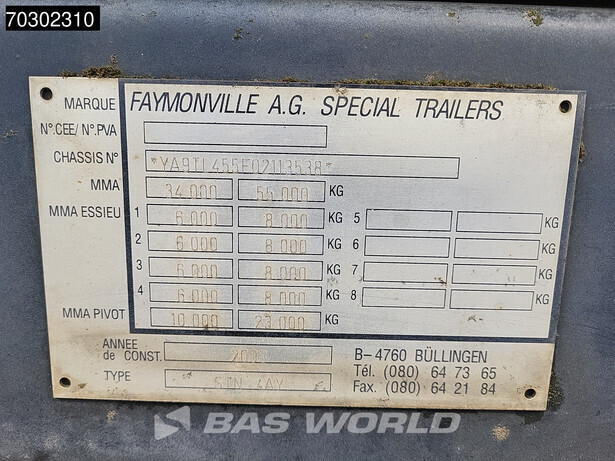 70302310
MARQUE FAYMONVILLE A.G. SPECIAL TRAILERS
N°.CEE/ N°.PVA
CHASSIS N°
MMA 34.000 55.000 KG
MMA ESSIEU 1 6.000 8.000 KG 5 KG
2 6.000 8.000 KG 6 KG
3 6.000 8.000 KG 7 KG
4 6.000 8.000 KG 8 KG
MMA PIVOT 10.000 23.000 KG
ANNEE de CONST. B-4760 BÜLLINGEN
Tél. (080) 64 73 65
TYPE STN 4AY Fax. (080) 64 21 84
BAS WORLD